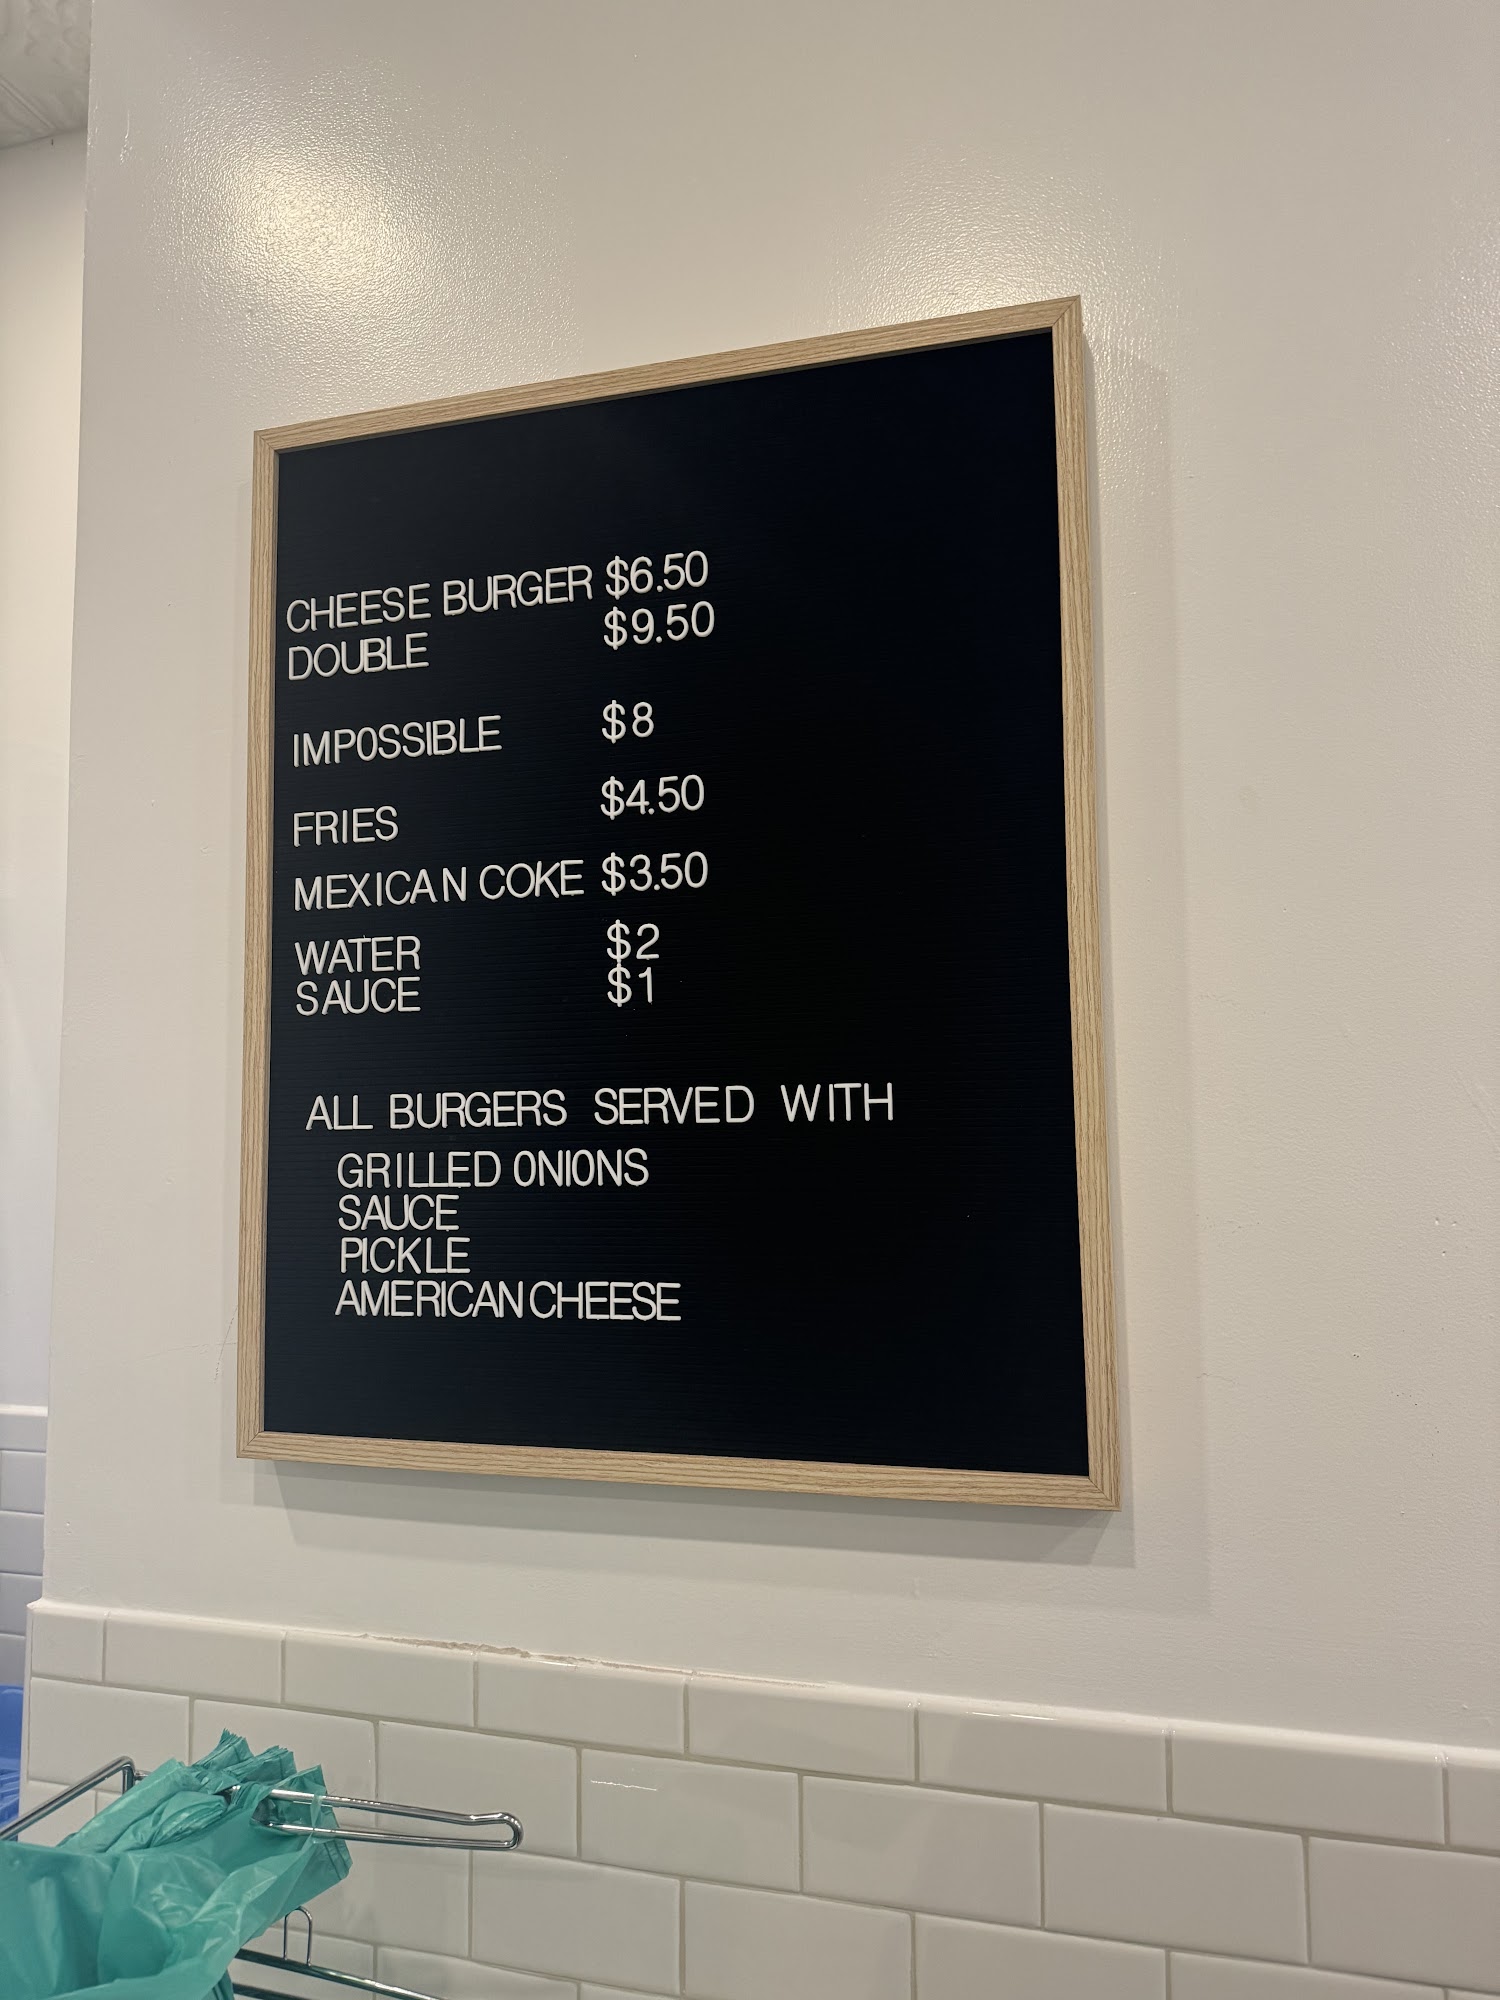 CHEESE BURGER $6.50
DOUBLE $9.50
IMPOSSIBLE $8
FRIES $4.50
MEXICAN COKE $3.50
WATER $2
SAUCE $1
ALL BURGERS SERVED WITH
GRILLED ONIONS
SAUCE
PICKLE
AMERICAN CHEESE